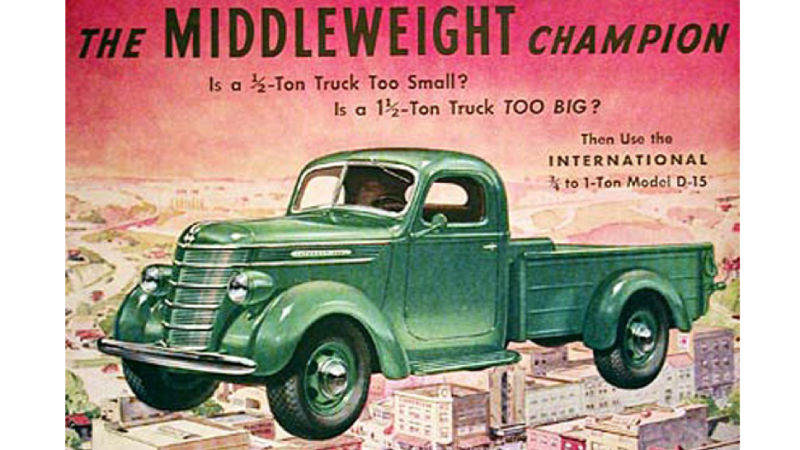 THE MIDDLEWEIGHT CHAMPION
Is a ½-Ton Truck Too Small?
Is a 1½-Ton Truck TOO BIG?
Then Use the
INTERNATIONAL
¾ to 1-Ton Model D-15
INTERNATIONAL